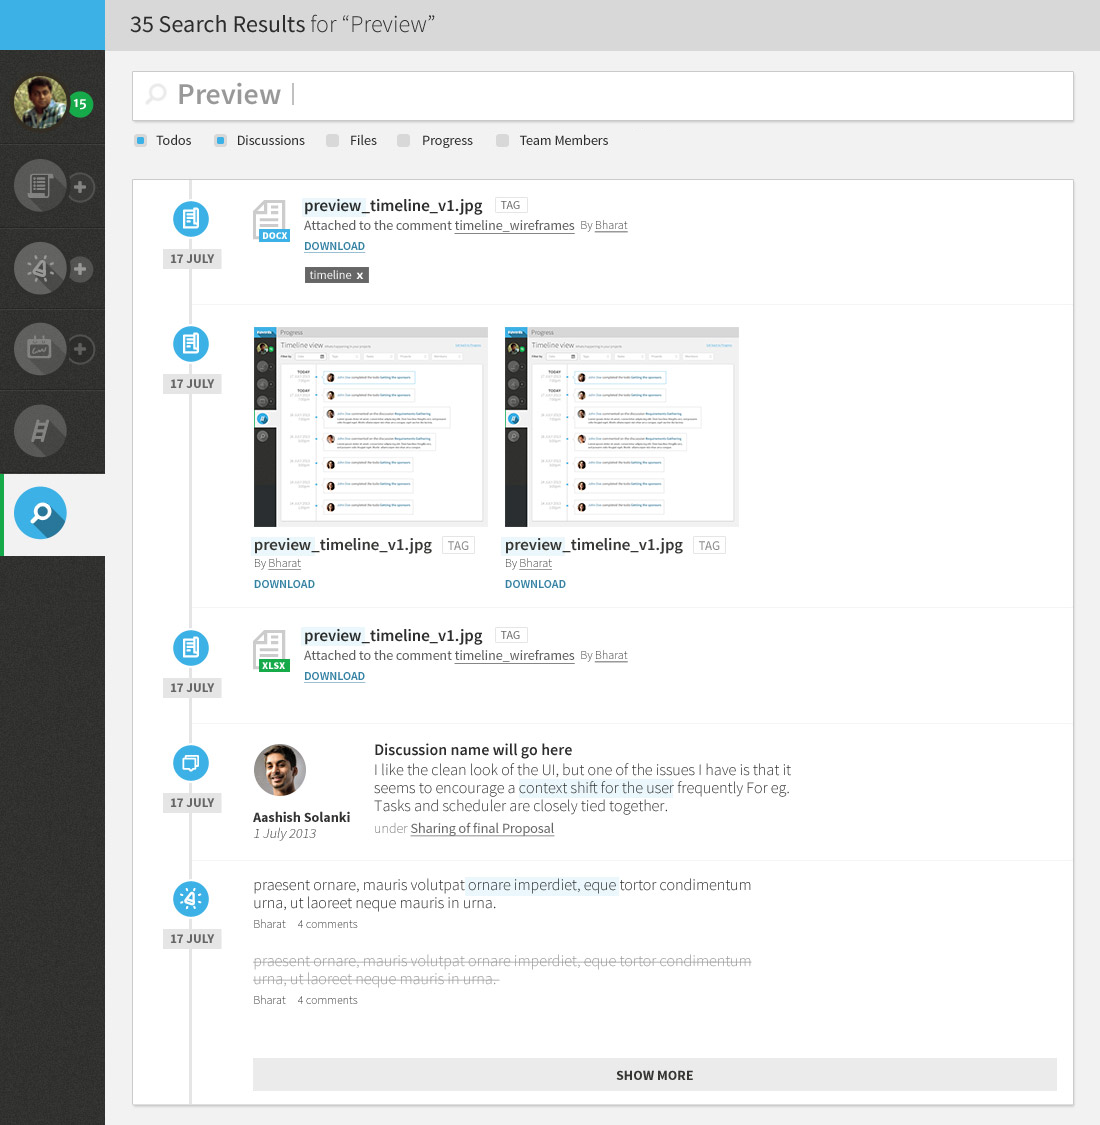 35 Search Results for “Preview”
15
Preview
Todos Discussions Files Progress Team Members
17 JULY
DOCX
preview_timeline_v1.jpg TAG
Attached to the comment timeline_wireframes By Bharat
DOWNLOAD
timeline x
17 JULY
Progress
Timeline view
Progress
Timeline view
preview_timeline_v1.jpg TAG
By Bharat
DOWNLOAD
preview_timeline_v1.jpg TAG
By Bharat
DOWNLOAD
17 JULY
XLSX
preview_timeline_v1.jpg TAG
Attached to the comment timeline_wireframes By Bharat
DOWNLOAD
17 JULY
Aashish Solanki
1 July 2013
Discussion name will go here
I like the clean look of the UI, but one of the issues I have is that it
seems to encourage a context shift for the user frequently For eg.
Tasks and scheduler are closely tied together.
under Sharing of final Proposal
17 JULY
praesent ornare, mauris volutpat ornare imperdiet, eque tortor condimentum
urna, ut laoreet neque mauris in urna.
Bharat 4 comments
praesent ornare, mauris volutpat ornare imperdiet, eque tortor condimentum
urna, ut laoreet neque mauris in urna.
Bharat 4 comments
SHOW MORE